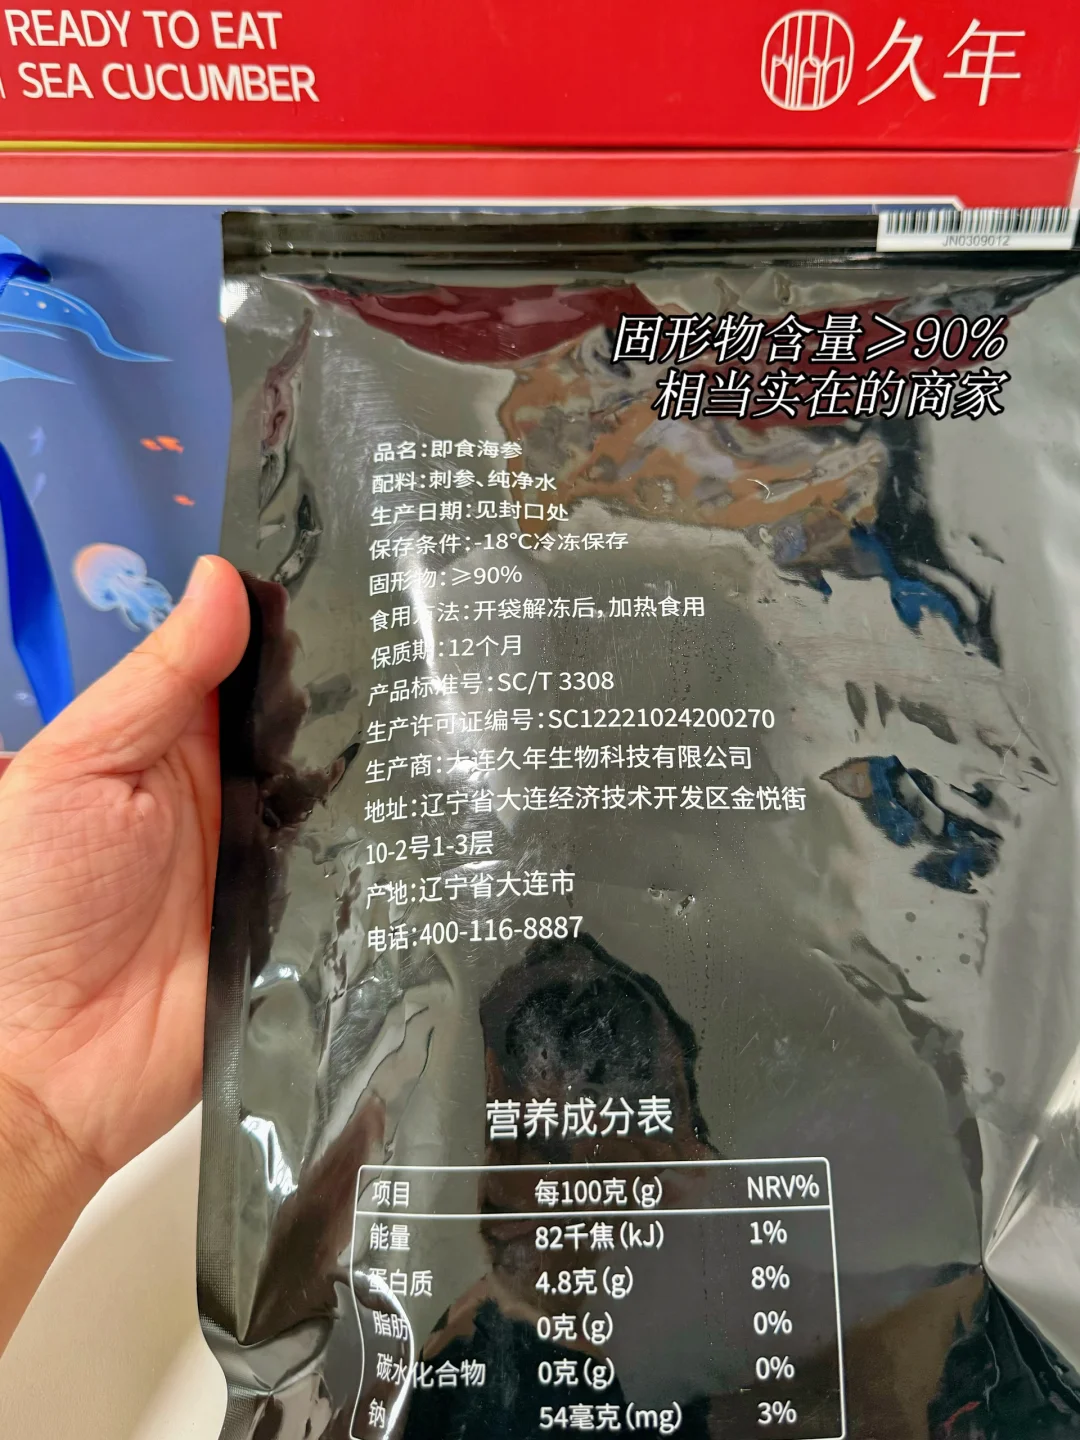 READY TO EAT
SEA CUCUMBER
久年
JN0309012
固形物含量≥90%
相当实在的商家
品名:即食海参
配料:刺参、纯净水
生产日期:见封口处
保存条件:-18°C冷冻保存
固形物:≥90%
食用方法:开袋解冻后,加热食用
保质期:12个月
产品标准号:SC/T 3308
生产许可证编号:SC12221024200270
生产商:大连久年生物科技有限公司
地址:辽宁省大连经济技术开发区金悦街
10-2号1-3层
产地:辽宁省大连市
电话:400-116-8887
营养成分表
项目 每100克(g) NRV%
能量 82千焦(kJ) 1%
蛋白质 4.8克(g) 8%
脂肪 0克(g) 0%
碳水化合物 0克(g) 0%
钠 54毫克(mg) 3%